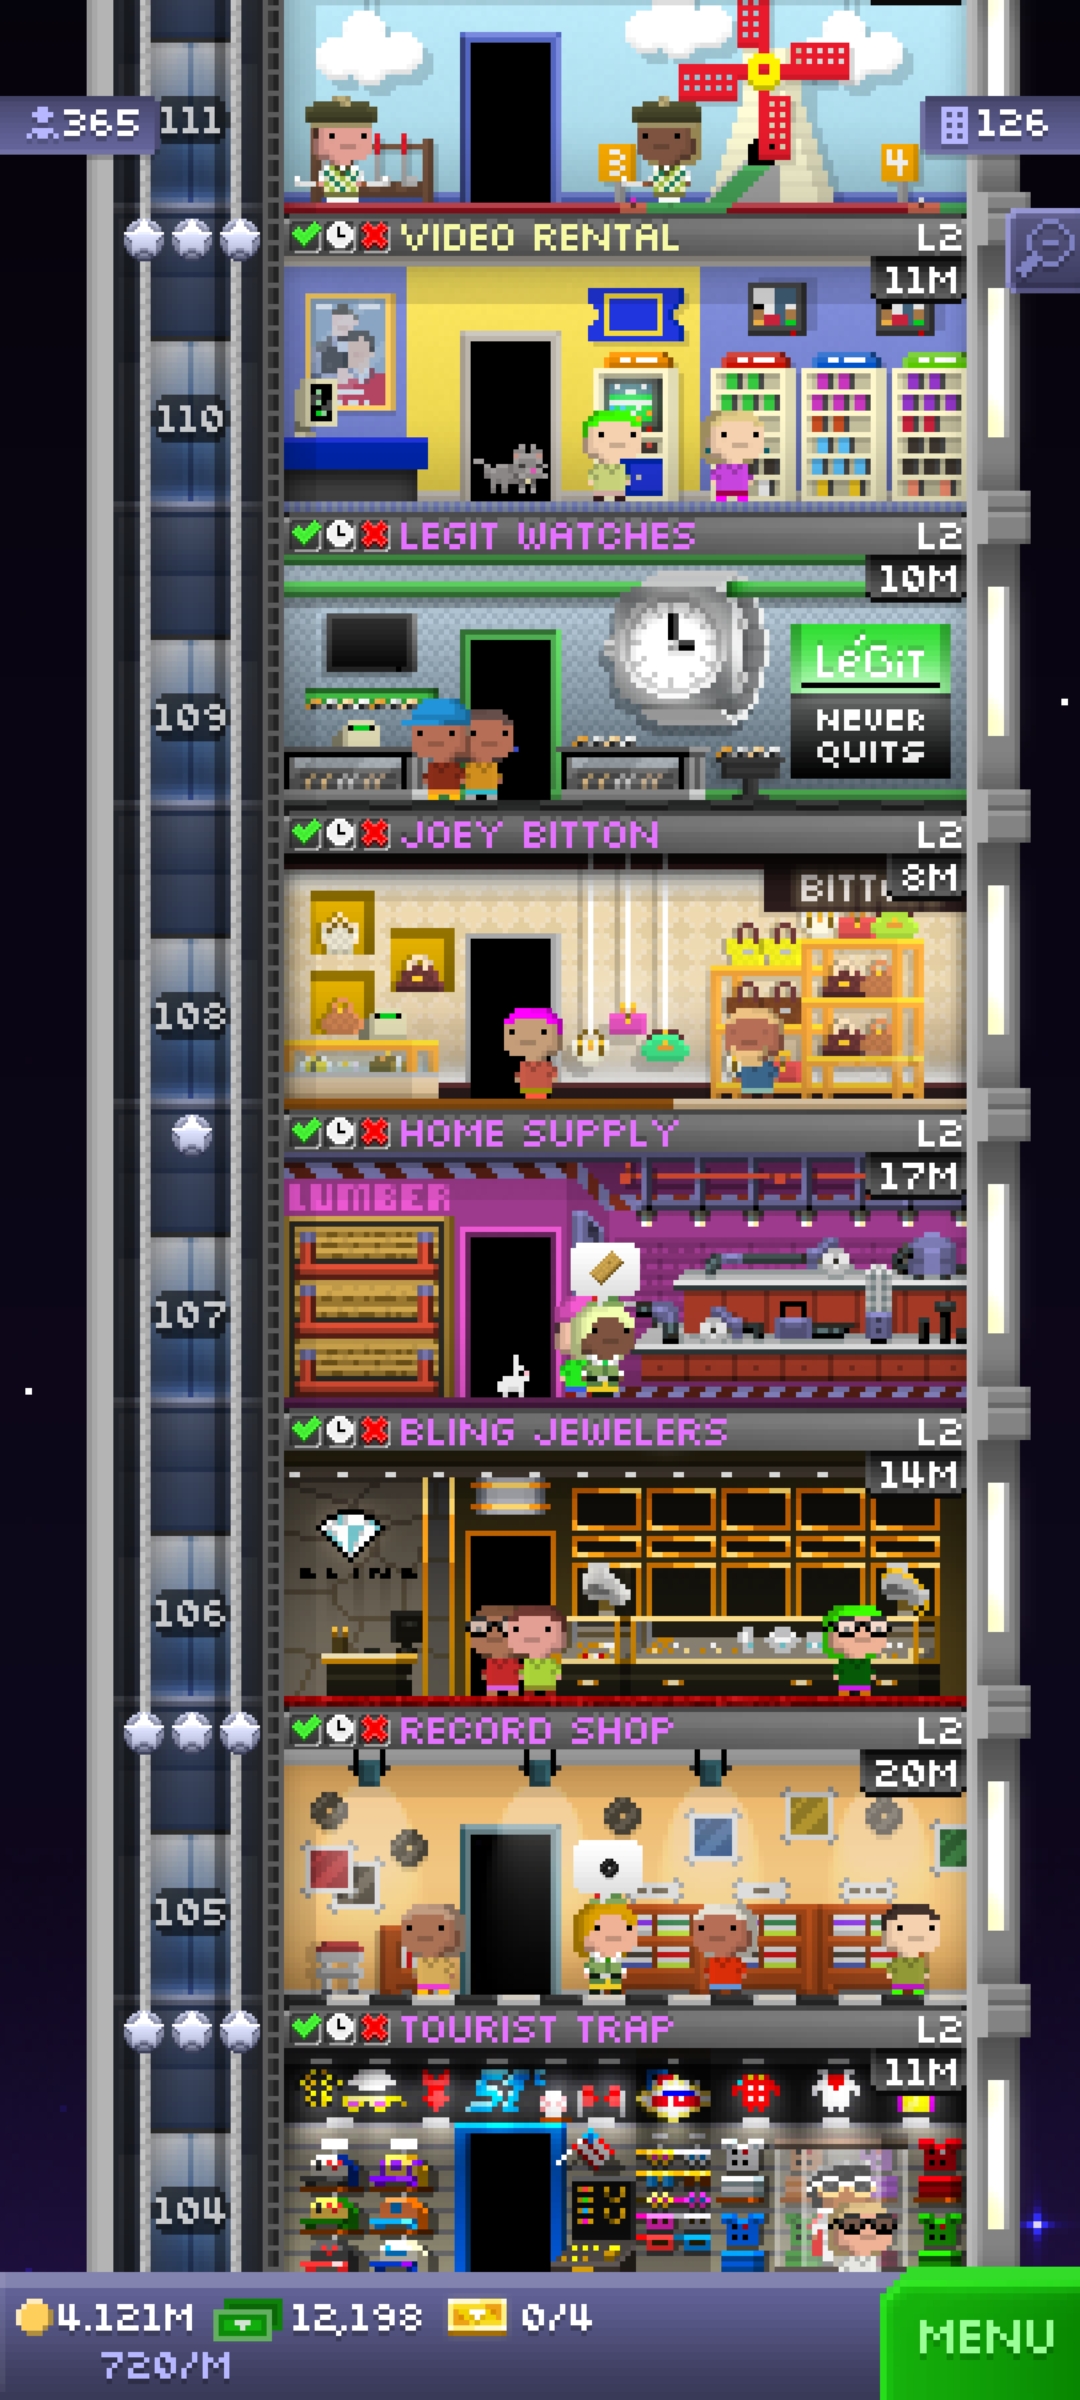 111
365
126
3
4
VIDEO RENTAL L2
11M
110
LEGIT WATCHES L2
10M
LeGiT
NEVER
QUITS
109
JOEY BITTON L2
8M
BITT
108
HOME SUPPLY L2
17M
LUMBER
107
BLING JEWELERS L2
14M
BLING
106
RECORD SHOP L2
20M
105
TOURIST TRAP L2
11M
104
4.121M 12,198 0/4
720/M
MENU